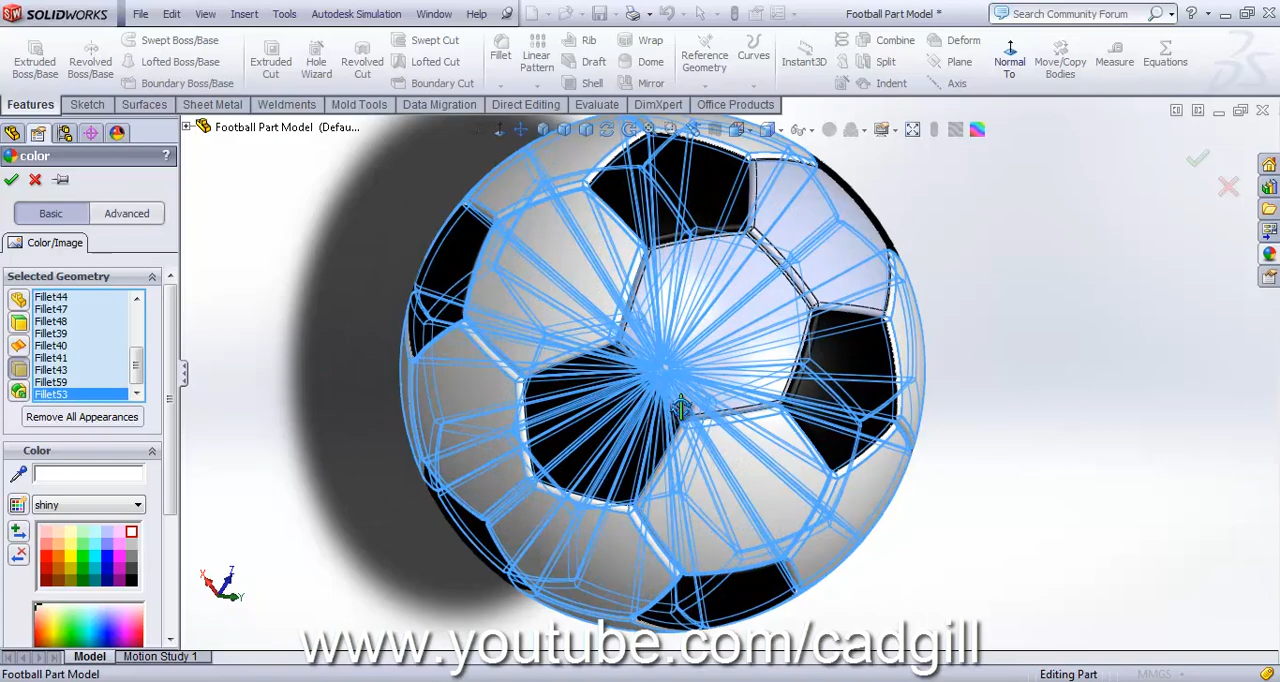 SOLIDWORKS File Edit View Insert Tools Autodesk Simulation Window Help Football Part Model * Search Community Forum ?
Extruded Boss/Base
Revolved Boss/Base
Swept Boss/Base
Lofted Boss/Base
Boundary Boss/Base
Extruded Cut
Hole Wizard
Revolved Cut
Swept Cut
Lofted Cut
Boundary Cut
Fillet
Linear Pattern
Rib
Draft
Shell
Wrap
Dome
Mirror
Reference Geometry
Curves
Instant3D
Combine
Split
Indent
Deform
Plane
Axis
Normal To
Move/Copy Bodies
Measure
Equations
Features Sketch Surfaces Sheet Metal Weldments Mold Tools Data Migration Direct Editing Evaluate DimXpert Office Products
Football Part Model (Defau...
color ?
Basic Advanced
Color/Image
Selected Geometry
Fillet44
Fillet47
Fillet48
Fillet39
Fillet40
Fillet41
Fillet43
Fillet59
Fillet53
Remove All Appearances
Color
shiny
X Z Y
www.youtube.com/cadgill
Model Motion Study 1
Football Part Model Editing Part MMGS